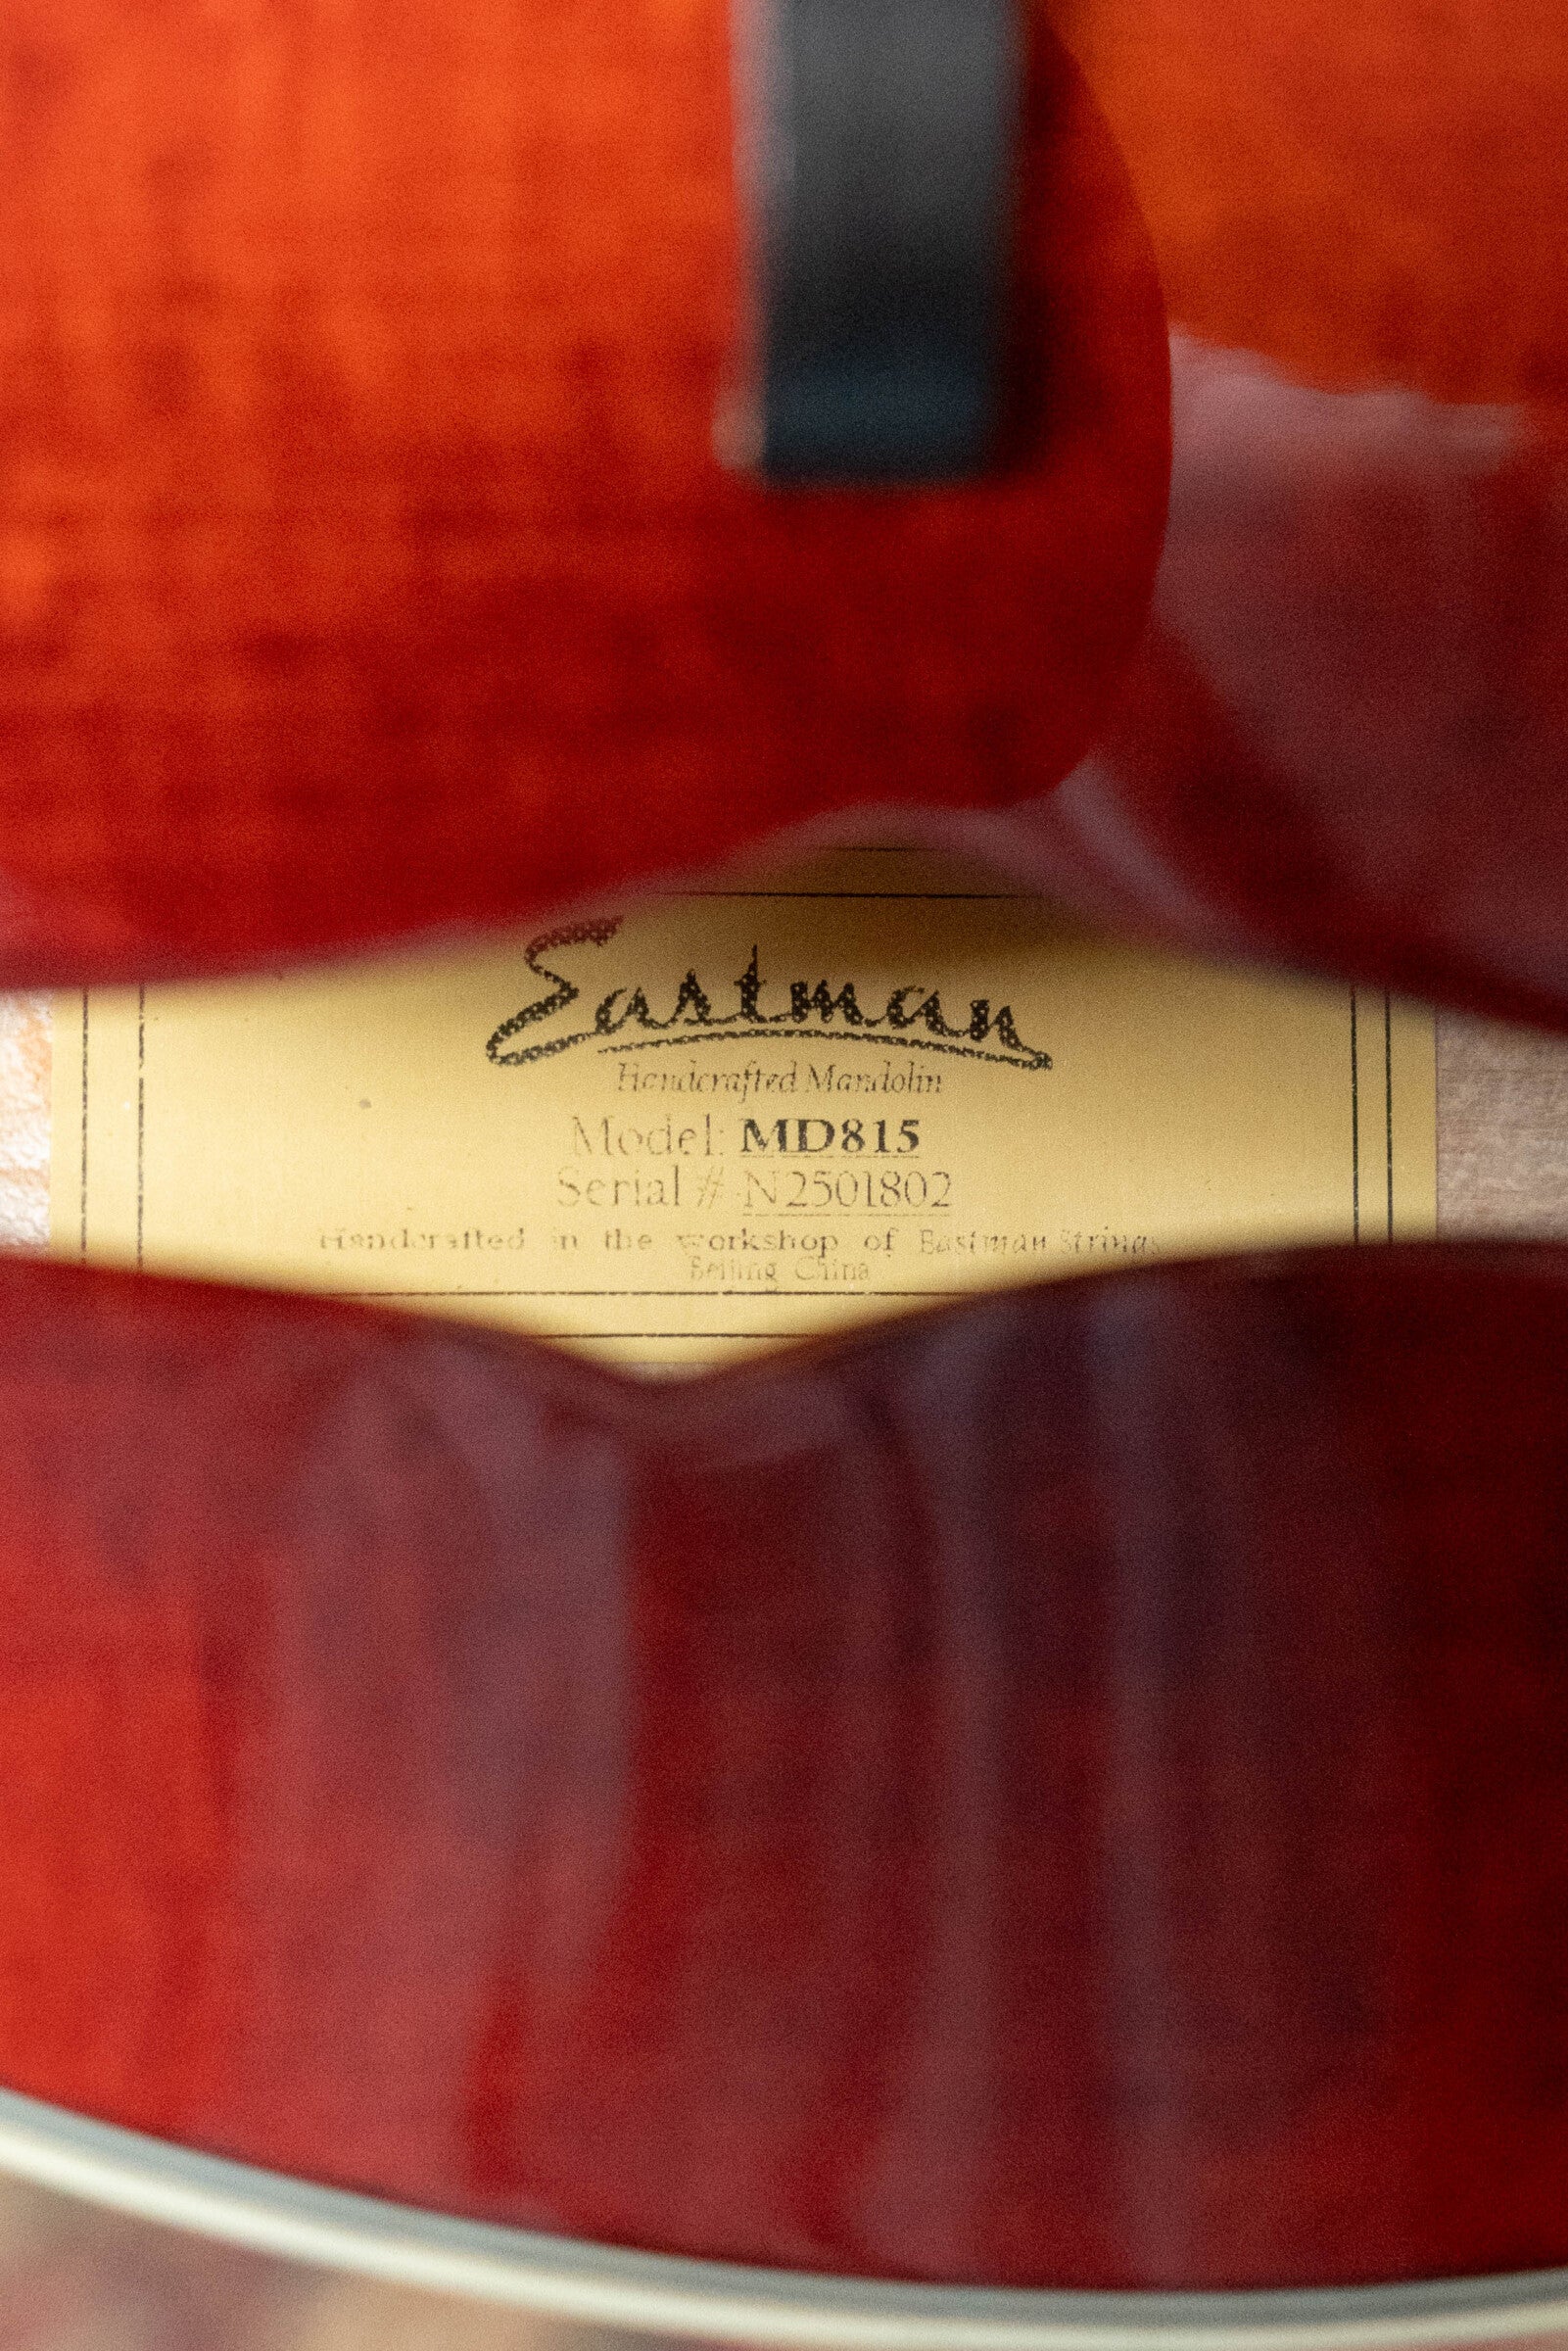 Eastman
Handcrafted Mandolin
Model: MD815
Serial # N2501802
Handcrafted in the workshop of Eastman Strings
Beijing China